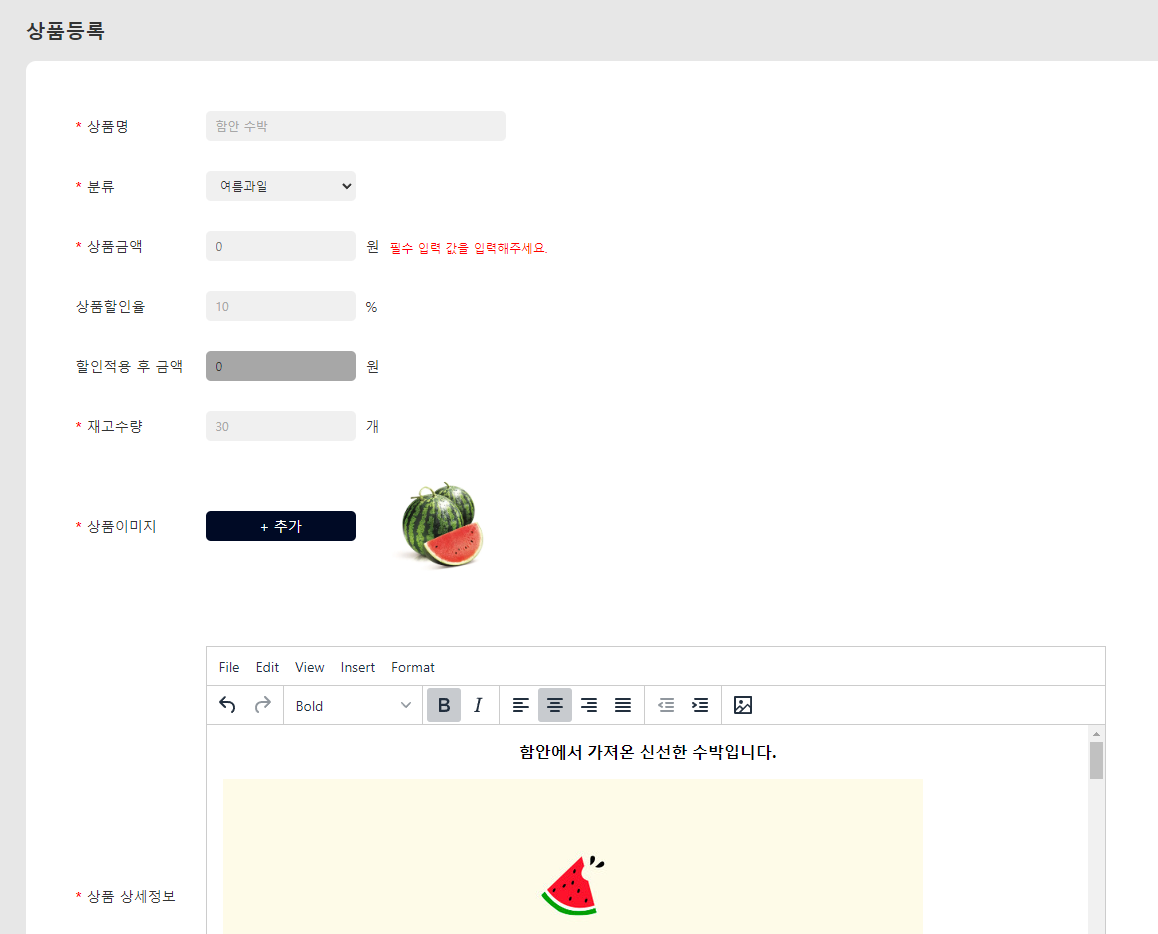 상품등록
* 상품명 함안 수박
* 분류 여름과일
* 상품금액 0 원 필수 입력 값을 입력해주세요.
상품할인율 10 %
할인적용 후 금액 0 원
* 재고수량 30 개
* 상품이미지 + 추가
File Edit View Insert Format
Bold B I
함안에서 가져온 신선한 수박입니다.
* 상품 상세정보